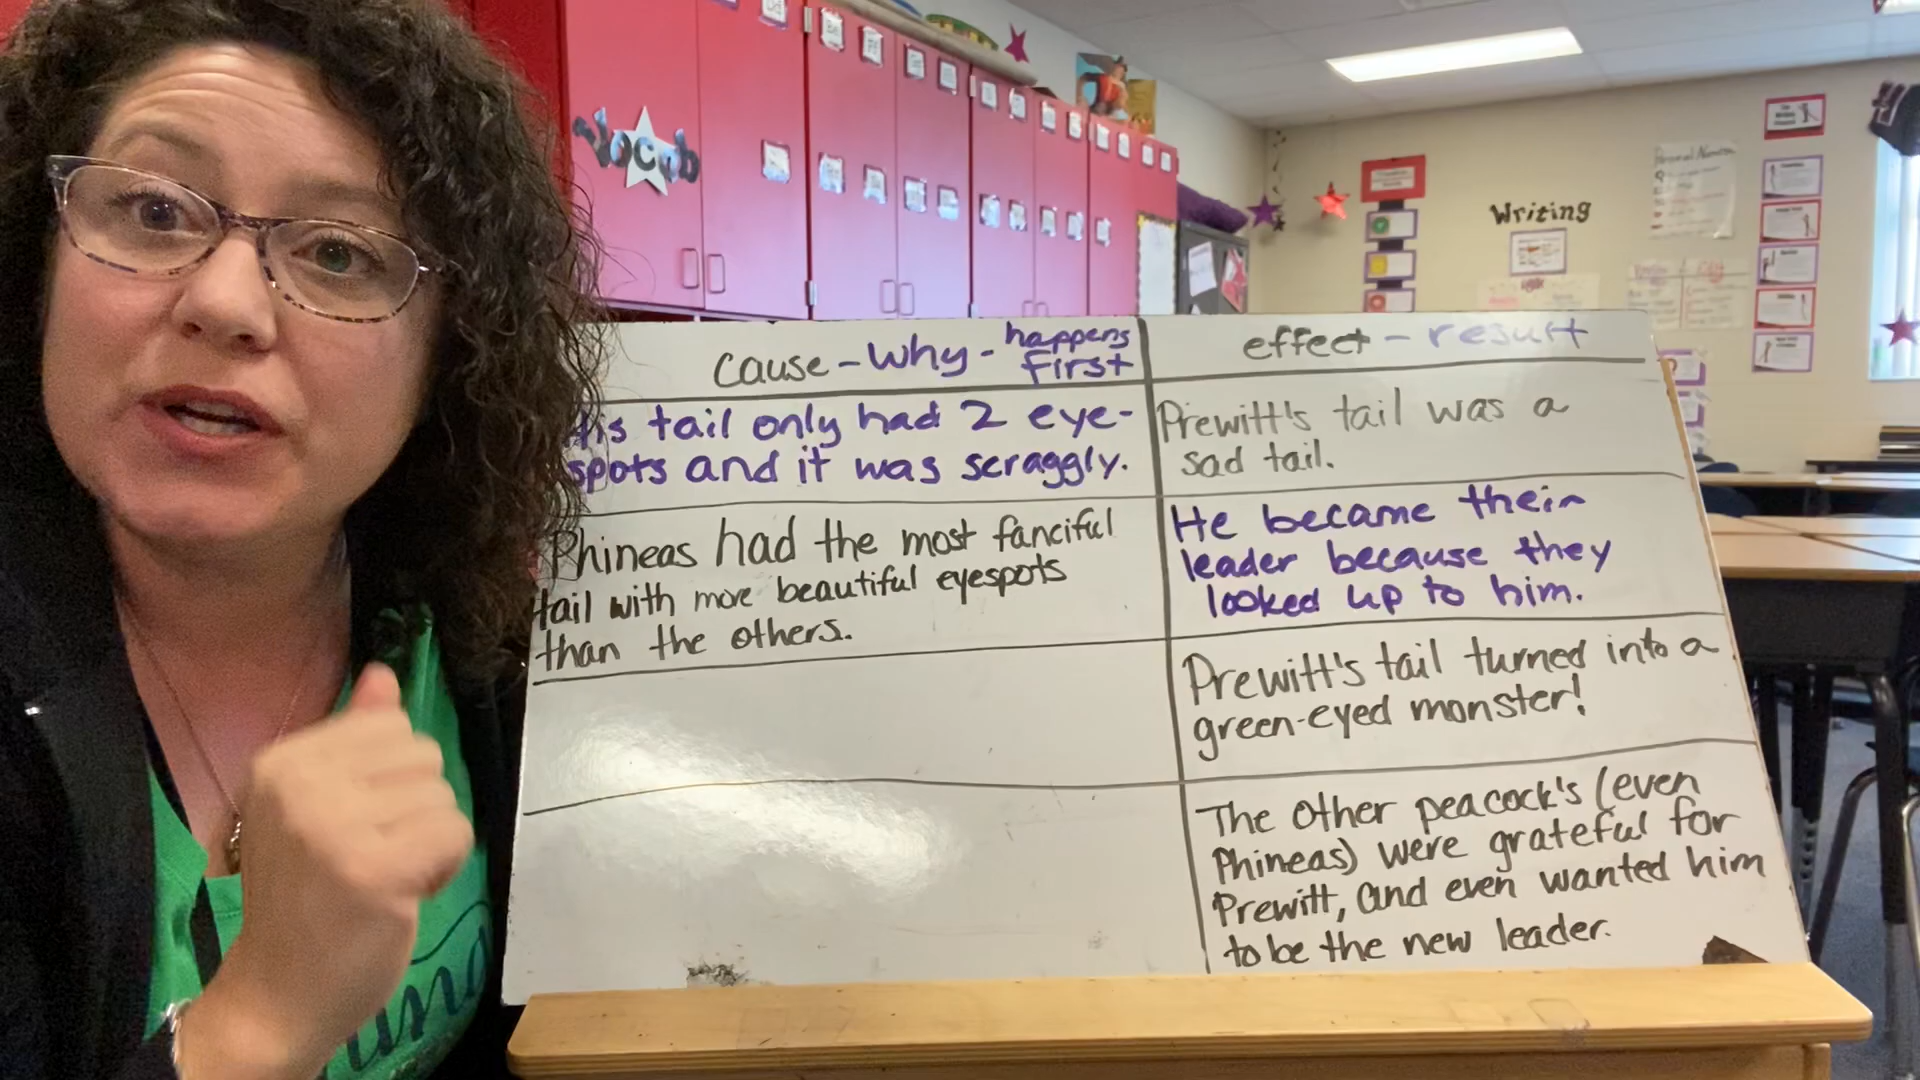 Vocab
Writing
cause - why - happens
first
effect - result
His tail only had 2 eye-
spots and it was scraggly.
Prewitt's tail was a
sad tail.
Phineas had the most fanciful
tail with more beautiful eyespots
than the others.
He became their
leader because they
looked up to him.
Prewitt's tail turned into a
green-eyed monster!
The other peacock's (even
Phineas) were grateful for
Prewitt, and even wanted him
to be the new leader.